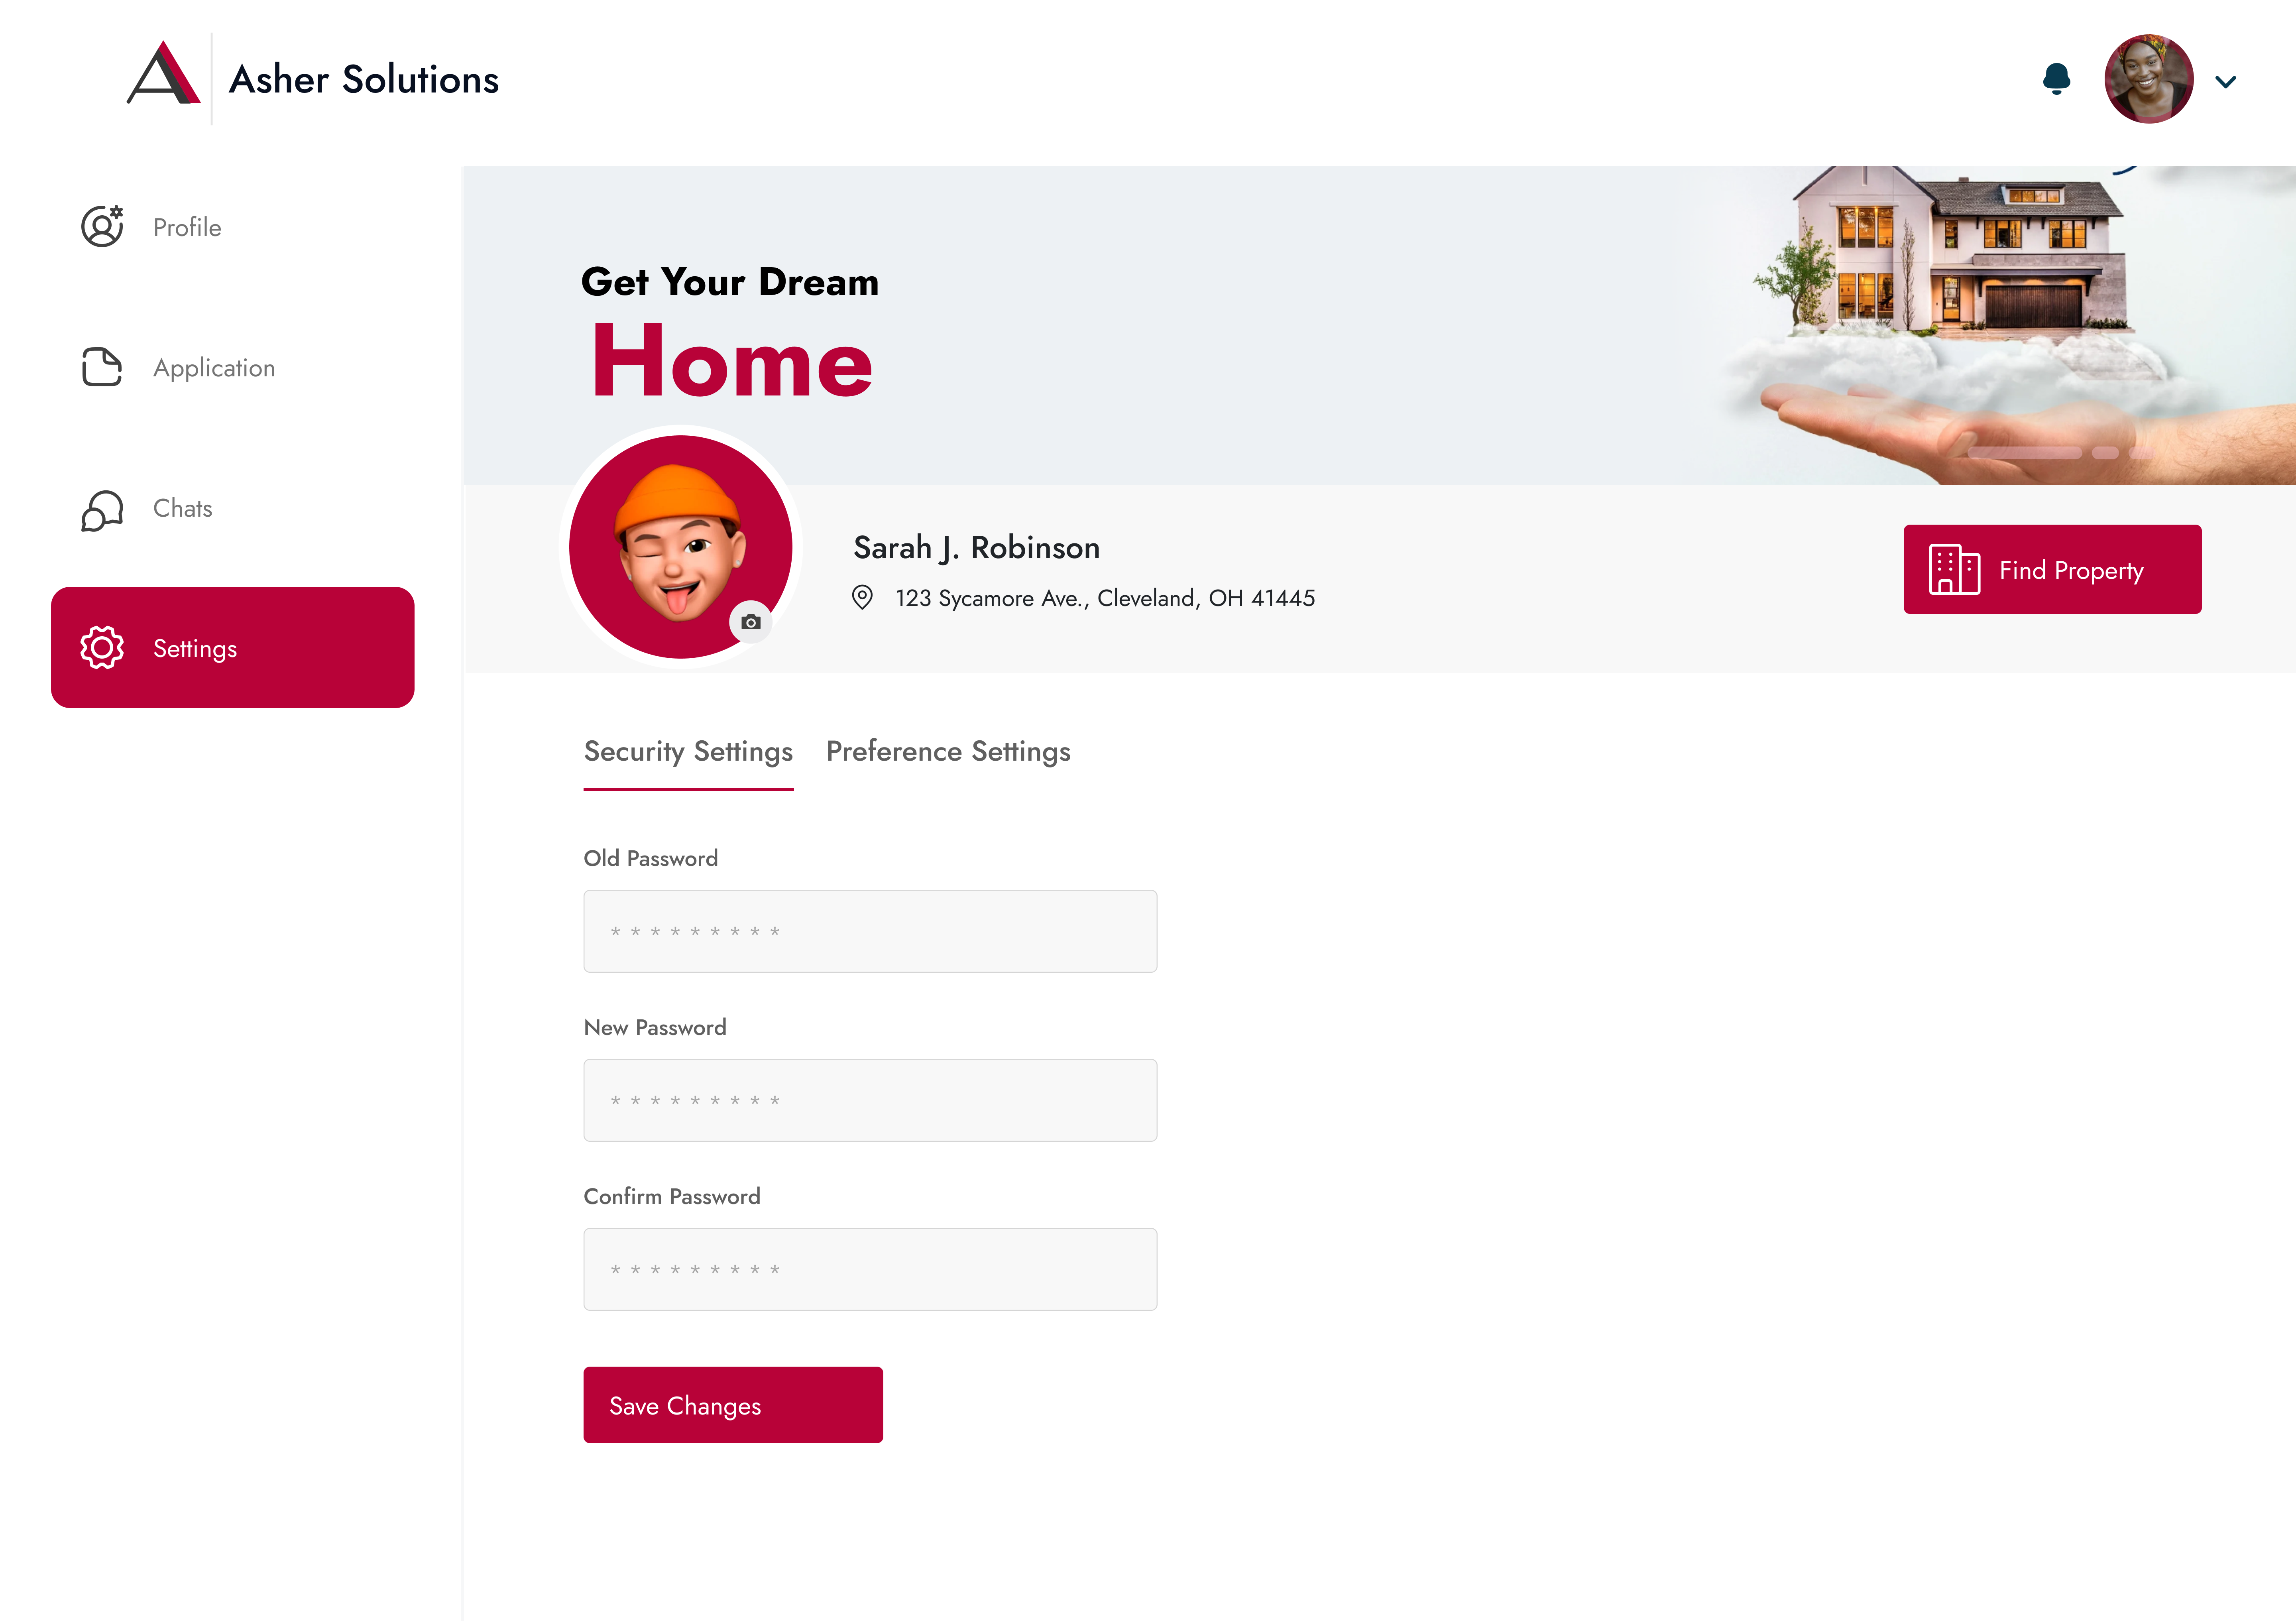 Asher Solutions
Profile
Application
Chats
Settings
Get Your Dream
Home
Sarah J. Robinson
123 Sycamore Ave., Cleveland, OH 41445
Find Property
Security Settings Preference Settings
Old Password
* * * * * * * * *
New Password
* * * * * * * * *
Confirm Password
* * * * * * * * *
Save Changes